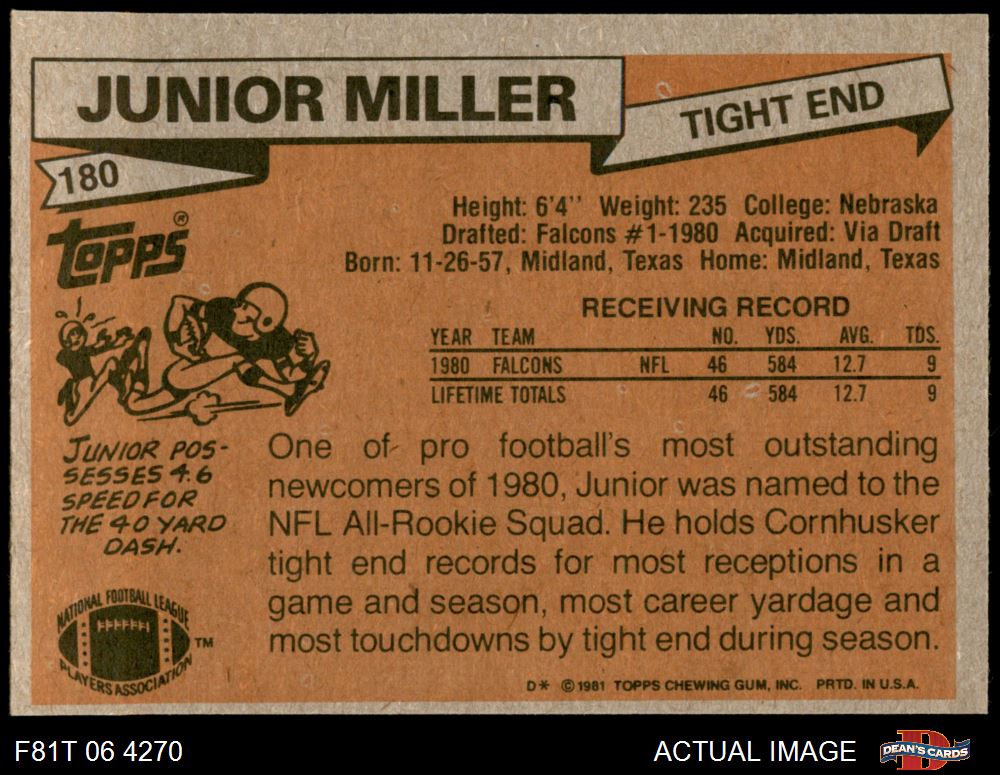 JUNIOR MILLER
TIGHT END
180
TOPPS®
Height: 6'4'' Weight: 235 College: Nebraska
Drafted: Falcons #1-1980 Acquired: Via Draft
Born: 11-26-57, Midland, Texas Home: Midland, Texas
RECEIVING RECORD
YEAR TEAM NO. YDS. AVG. TDS.
1980 FALCONS NFL 46 584 12.7 9
LIFETIME TOTALS 46 584 12.7 9
JUNIOR POS-
SESSES 4.6
SPEED FOR
THE 40 YARD
DASH.
One of pro football's most outstanding
newcomers of 1980, Junior was named to the
NFL All-Rookie Squad. He holds Cornhusker
tight end records for most receptions in a
game and season, most career yardage and
most touchdowns by tight end during season.
NATIONAL FOOTBALL LEAGUE
PLAYERS ASSOCIATION
TM
D* ©1981 TOPPS CHEWING GUM, INC. PRTD. IN U.S.A.
F81T 06 4270
ACTUAL IMAGE
D
DEAN'S CARDS